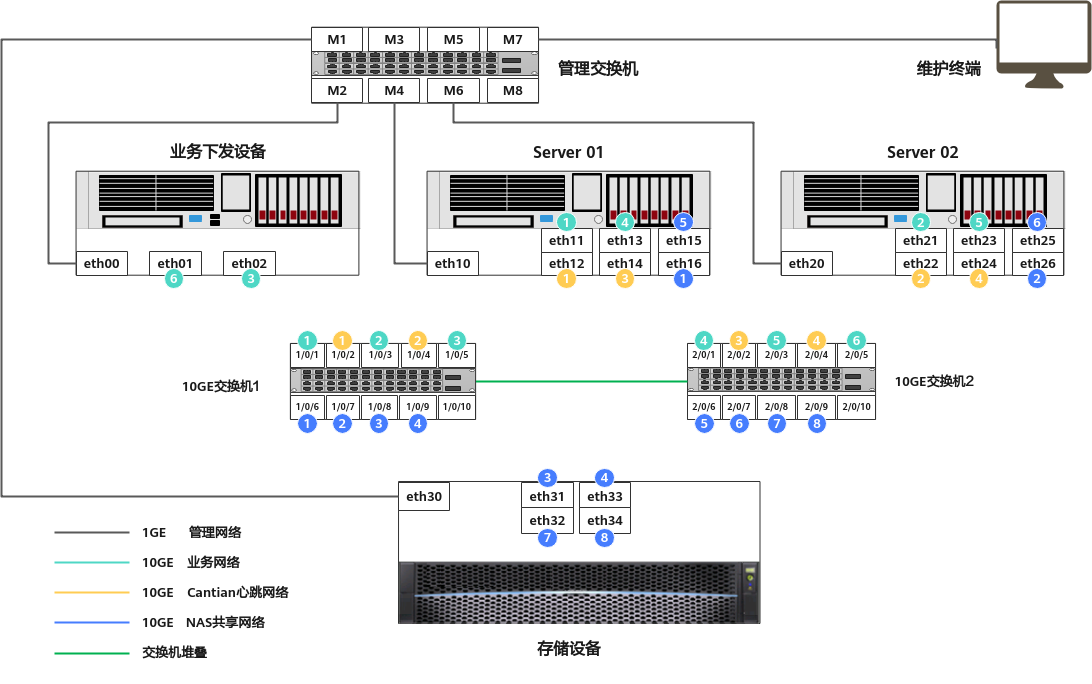 M1 M3 M5 M7
管理交换机
维护终端
M2 M4 M6 M8
业务下发设备
Server 01
Server 02
1 4 5
2 5 6
eth11 eth13 eth15
eth21 eth23 eth25
eth00 eth01 eth02
eth10 eth12 eth14 eth16
eth20 eth22 eth24 eth26
6 3
1 3 1
2 4 2
1 1 2 2 3
4 3 5 4 6
1/0/1 1/0/2 1/0/3 1/0/4 1/0/5
2/0/1 2/0/2 2/0/3 2/0/4 2/0/5
10GE交换机1
10GE交换机2
1/0/6 1/0/7 1/0/8 1/0/9 1/0/10
2/0/6 2/0/7 2/0/8 2/0/9 2/0/10
1 2 3 4
5 6 7 8
3 4
eth30 eth31 eth33
eth32 eth34
7 8
1GE 管理网络
10GE 业务网络
10GE Cantian心跳网络
10GE NAS共享网络
交换机堆叠
存储设备